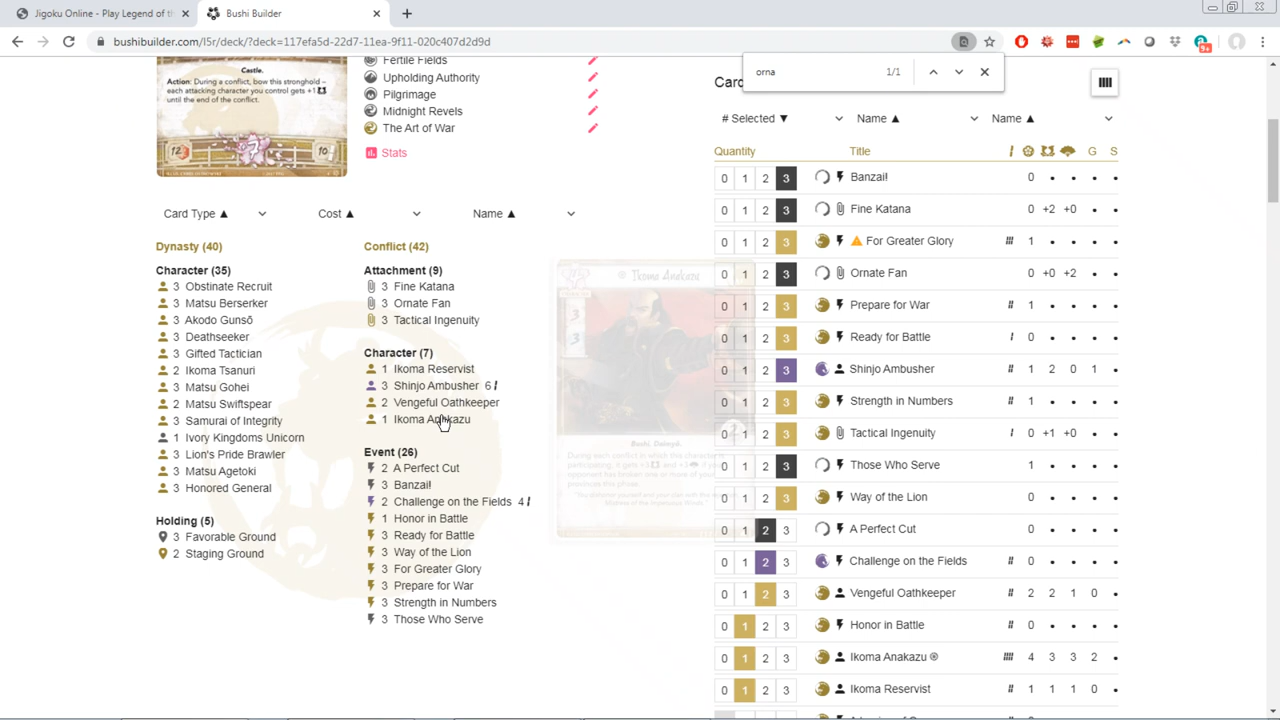 Jigoku Online - Play Legend of th
Bushi Builder
bushibuilder.com/l5r/deck/?deck=117efa5d-22d7-11ea-9f11-020c407d2d9d
9+
orna 1/1
Castle.
Action: During a conflict, bow this stronghold –
each attacking character you control gets +1
until the end of the conflict.
12 10
Fertile Fields
Upholding Authority
Pilgrimage
Midnight Revels
The Art of War
Stats
Card Type ▲ Cost ▲ Name ▲
Dynasty (40)
Character (35)
3 Obstinate Recruit
3 Matsu Berserker
3 Akodo Gunsō
3 Deathseeker
3 Gifted Tactician
2 Ikoma Tsanuri
3 Matsu Gohei
2 Matsu Swiftspear
3 Samurai of Integrity
1 Ivory Kingdoms Unicorn
3 Lion's Pride Brawler
3 Matsu Agetoki
3 Honored General
Holding (5)
3 Favorable Ground
2 Staging Ground
Conflict (42)
Attachment (9)
3 Fine Katana
3 Ornate Fan
3 Tactical Ingenuity
Character (7)
1 Ikoma Reservist
3 Shinjo Ambusher 6
2 Vengeful Oathkeeper
1 Ikoma Anakazu
Event (26)
2 A Perfect Cut
3 Banzai!
2 Challenge on the Fields 4
1 Honor in Battle
3 Ready for Battle
3 Way of the Lion
3 For Greater Glory
3 Prepare for War
3 Strength in Numbers
3 Those Who Serve
Ikoma Anakazu
3
3
Bushi. Daimyō.
During each conflict in which this character is
Card
# Selected ▼ Name ▲ Name ▲
Quantity Title G S
0 1 2 3 Banzai! 0 • • • •
0 1 2 3 Fine Katana 0 +2 +0 • •
0 1 2 3 For Greater Glory 1 • • • •
0 1 2 3 Ornate Fan 0 +0 +2 • •
0 1 2 3 Prepare for War 1 • • • •
0 1 2 3 Ready for Battle 0 • • • •
0 1 2 3 Shinjo Ambusher 1 2 0 1 •
0 1 2 3 Strength in Numbers 1 • • • •
0 1 2 3 Tactical Ingenuity 0 +1 +0 • •
0 1 2 3 Those Who Serve 1 • • • •
0 1 2 3 Way of the Lion 0 • • • •
0 1 2 3 A Perfect Cut 0 • • • •
0 1 2 3 Challenge on the Fields 0 • • • •
0 1 2 3 Vengeful Oathkeeper 2 2 1 0 •
0 1 2 3 Honor in Battle 0 • • • •
0 1 2 3 Ikoma Anakazu 4 3 3 2 •
0 1 2 3 Ikoma Reservist 1 1 1 0 •